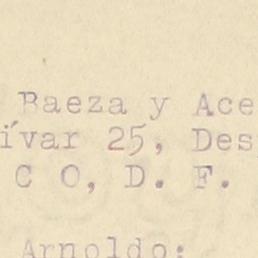 Baeza y Ace
ívar 25, Des
C O, D. F.
Arnoldo: